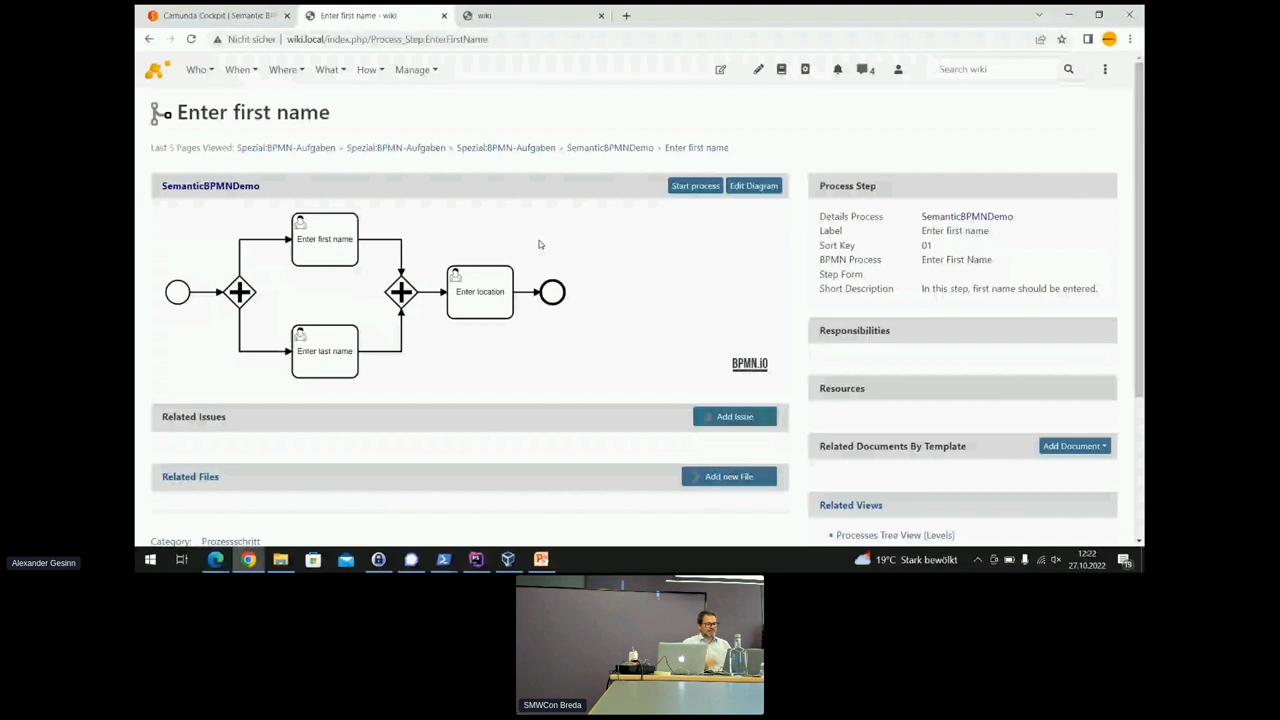 Camunda Cockpit | Semantic B
Enter first name - wiki
wiki
Nicht sicher
wiki.local/index.php/Process_Step:EnterFirstName
Who
When
Where
What
How
Manage
4
Search wiki
Enter first name
Last 5 Pages Viewed: Spezial:BPMN-Aufgaben > Spezial:BPMN-Aufgaben > Spezial:BPMN-Aufgaben > SemanticBPMNDemo > Enter first name
SemanticBPMNDemo
Start process
Edit Diagram
Enter first name
Enter location
Enter last name
BPMN.iO
Related Issues
Add Issue
Related Files
Add new File
Category: Prozessschritt
Process Step
Details Process SemanticBPMNDemo
Label Enter first name
Sort Key 01
BPMN Process Enter First Name
Step Form
Short Description In this step, first name should be entered.
Responsibilities
Resources
Related Documents By Template
Add Document
Related Views
Processes Tree View (Levels)
19°C Stark bewölkt
12:22
27.10.2022
19
Alexander Gesinn
SMWCon Breda